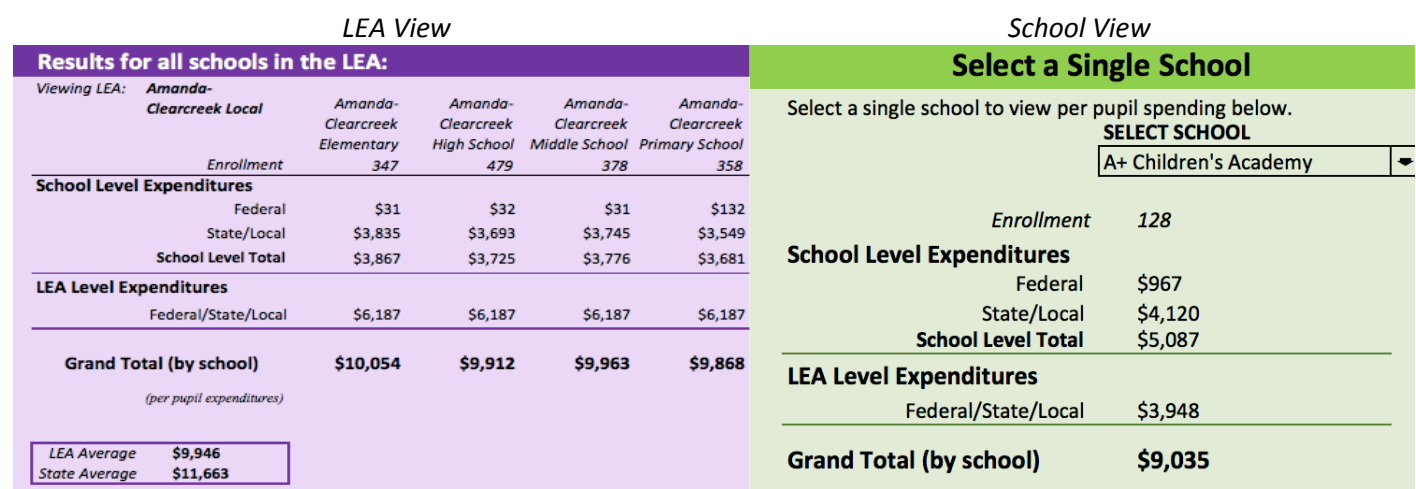 LEA View
Results for all schools in the LEA:
Viewing LEA: Amanda-
Clearcreek Local
Amanda- Amanda- Amanda- Amanda-
Clearcreek Clearcreek Clearcreek Clearcreek
Elementary High School Middle School Primary School
Enrollment 347 479 378 358
School Level Expenditures
Federal $31 $32 $31 $132
State/Local $3,835 $3,693 $3,745 $3,549
School Level Total $3,867 $3,725 $3,776 $3,681
LEA Level Expenditures
Federal/State/Local $6,187 $6,187 $6,187 $6,187
Grand Total (by school) $10,054 $9,912 $9,963 $9,868
(per pupil expenditures)
LEA Average $9,946
State Average $11,663
School View
Select a Single School
Select a single school to view per pupil spending below.
SELECT SCHOOL
A+ Children's Academy
Enrollment 128
School Level Expenditures
Federal $967
State/Local $4,120
School Level Total $5,087
LEA Level Expenditures
Federal/State/Local $3,948
Grand Total (by school) $9,035